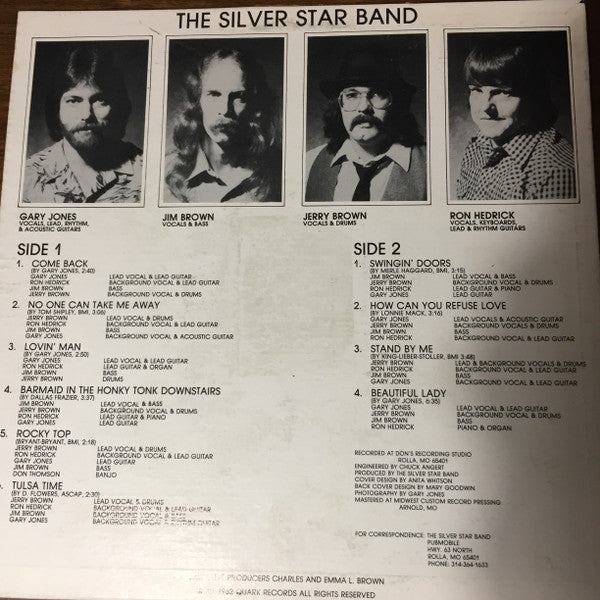 THE SILVER STAR BAND
GARY JONES
VOCALS, LEAD, RHYTHM,
& ACOUSTIC GUITARS
JIM BROWN
VOCALS & BASS
JERRY BROWN
VOCALS & DRUMS
RON HEDRICK
VOCALS, KEYBOARDS,
LEAD & RHYTHM GUITARS
SIDE 1
1. COME BACK
(BY GARY JONES, 2:40)
GARY JONES LEAD VOCAL & LEAD GUITAR
RON HEDRICK BACKGROUND VOCAL & LEAD GUITAR
JIM BROWN BASS
JERRY BROWN BACKGROUND VOCAL & DRUMS
2. NO ONE CAN TAKE ME AWAY
(BY TOM SHIPLEY, BMI, 3:06)
JERRY BROWN LEAD VOCALS & DRUMS
RON HEDRICK BACKGROUND VOCALS & LEAD GUITAR
JIM BROWN BASS
GARY JONES BACKGROUND VOCALS & ACOUSTIC GUITAR
3. LOVIN' MAN
(BY GARY JONES, 2:50)
GARY JONES LEAD VOCAL & LEAD GUITAR
RON HEDRICK LEAD GUITAR & ORGAN
JIM BROWN BASS
JERRY BROWN DRUMS
4. BARMAID IN THE HONKY TONK DOWNSTAIRS
(BY DALLAS FRAZIER, 3:37)
JIM BROWN LEAD VOCAL & BASS
JERRY BROWN BACKGROUND VOCAL & DRUMS
RON HEDRICK LEAD GUITAR & PIANO
GARY JONES LEAD GUITAR
5. ROCKY TOP
(BRYANT-BRYANT, BMI, 2:18)
JERRY BROWN LEAD VOCAL & DRUMS
RON HEDRICK BACKGROUND VOCAL & LEAD GUITAR
GARY JONES LEAD GUITAR
JIM BROWN BASS
DON THOMSON BANJO
TULSA TIME
(BY D. FLOWERS, ASCAP, 2:30)
JERRY BROWN LEAD VOCAL & DRUMS
RON HEDRICK BACKGROUND VOCAL & LEAD GUITAR
JIM BROWN BACKGROUND VOCAL & BASS
GARY JONES BACKGROUND VOCAL & GUITAR
SIDE 2
1. SWINGIN' DOORS
(BY MERLE HAGGARD, BMI, 3:15)
JIM BROWN LEAD VOCAL & BASS
JERRY BROWN BACKGROUND VOCAL & DRUMS
RON HEDRICK LEAD GUITAR & PIANO
GARY JONES LEAD GUITAR
2. HOW CAN YOU REFUSE LOVE
(BY LONNIE MACK, 3:16)
GARY JONES LEAD VOCALS & ACOUSTIC GUITAR
JERRY BROWN BACKGROUND VOCALS & DRUMS
JIM BROWN BASS
RON HEDRICK LEAD GUITAR
3. STAND BY ME
(BY KING-LIEBER-STOLLER, BMI 3:48)
JERRY BROWN LEAD & BACKGROUND VOCALS & DRUMS
RON HEDRICK BACKGROUND VOCALS & LEAD GUITAR
JIM BROWN BASS
GARY JONES LEAD GUITAR
4. BEAUTIFUL LADY
(BY GARY JONES, 6:35)
GARY JONES LEAD VOCAL & LEAD GUITAR
JERRY BROWN BACKGROUND VOCAL & DRUMS
JIM BROWN BASS
RON HEDRICK PIANO & ORGAN
RECORDED AT DON'S RECORDING STUDIO
ROLLA, MO 65401
ENGINEERED BY CHUCK ANGERT
PRODUCED BY THE SILVER STAR BAND
COVER DESIGN BY ANITA WHITSON
BACK COVER DESIGN BY MARY GOODWIN
PHOTOGRAPHY BY GARY JONES
MASTERED AT MIDWEST CUSTOM RECORD PRESSING
ARNOLD, MO
FOR CORRESPONDENCE: THE SILVER STAR BAND
PUBMOBILE
HWY. 63 NORTH
ROLLA, MO 65401
PHONE: 314-364-1633
PRODUCERS CHARLES AND EMMA L. BROWN
1982 QUARK RECORDS ALL RIGHTS RESERVED